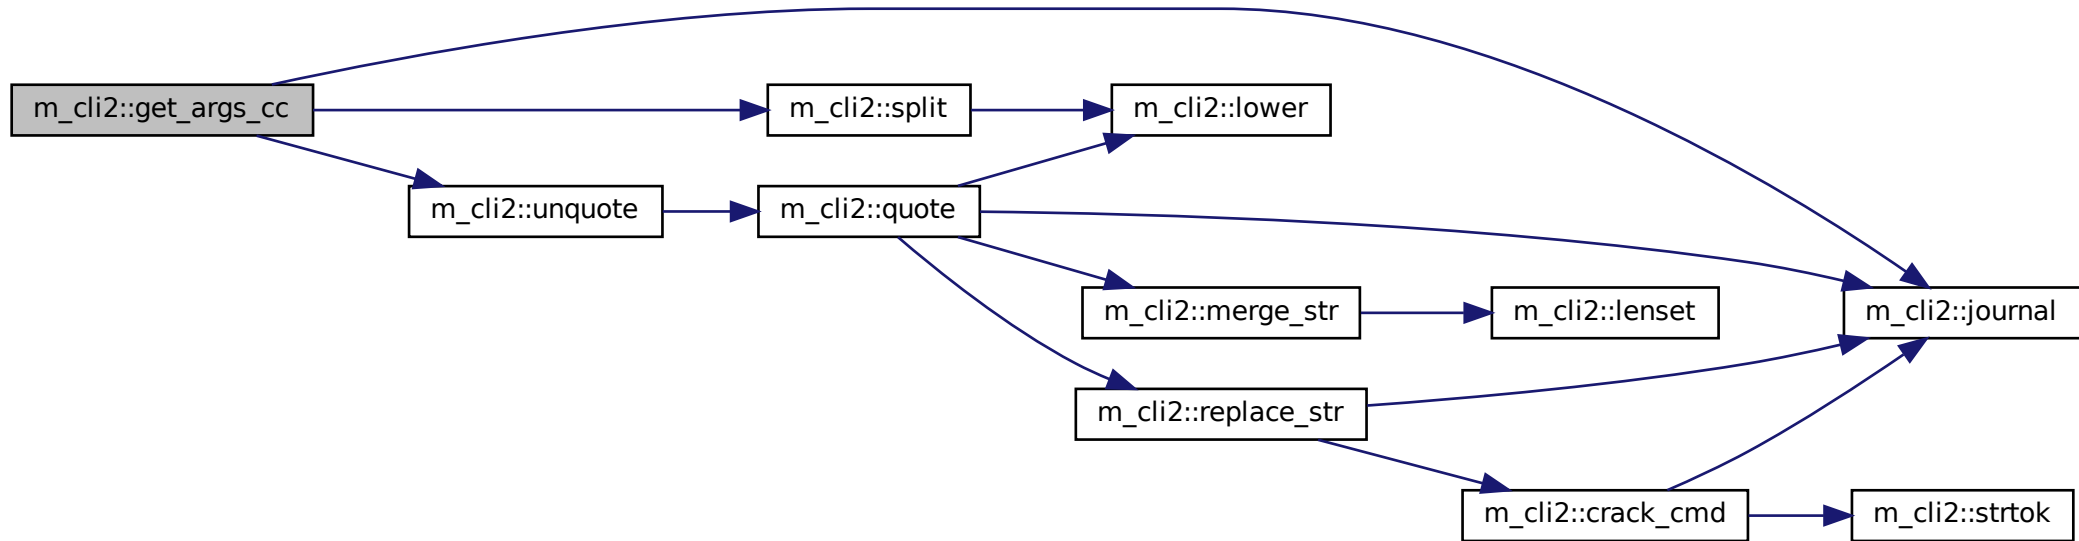 m_cli2::get_args_cc
m_cli2::split
m_cli2::lower
m_cli2::unquote
m_cli2::quote
m_cli2::merge_str
m_cli2::lenset
m_cli2::journal
m_cli2::replace_str
m_cli2::crack_cmd
m_cli2::strtok